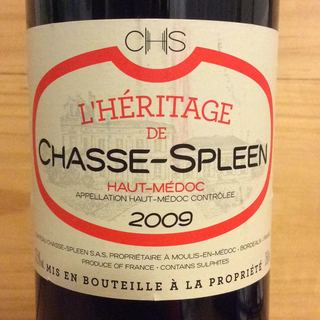 CHS
L'HÉRITAGE
DE
CHASSE-SPLEEN
HAUT-MÉDOC
APPELLATION HAUT-MÉDOC CONTRÔLÉE
2009
CHASSE-SPLEEN S.A.S. PROPRIÉTAIRE À MOULIS-EN-MÉDOC - BORDEAUX -
PRODUCE OF FRANCE - CONTAINS SULPHITES
MIS EN BOUTEILLE À LA PROPRIÉTÉ